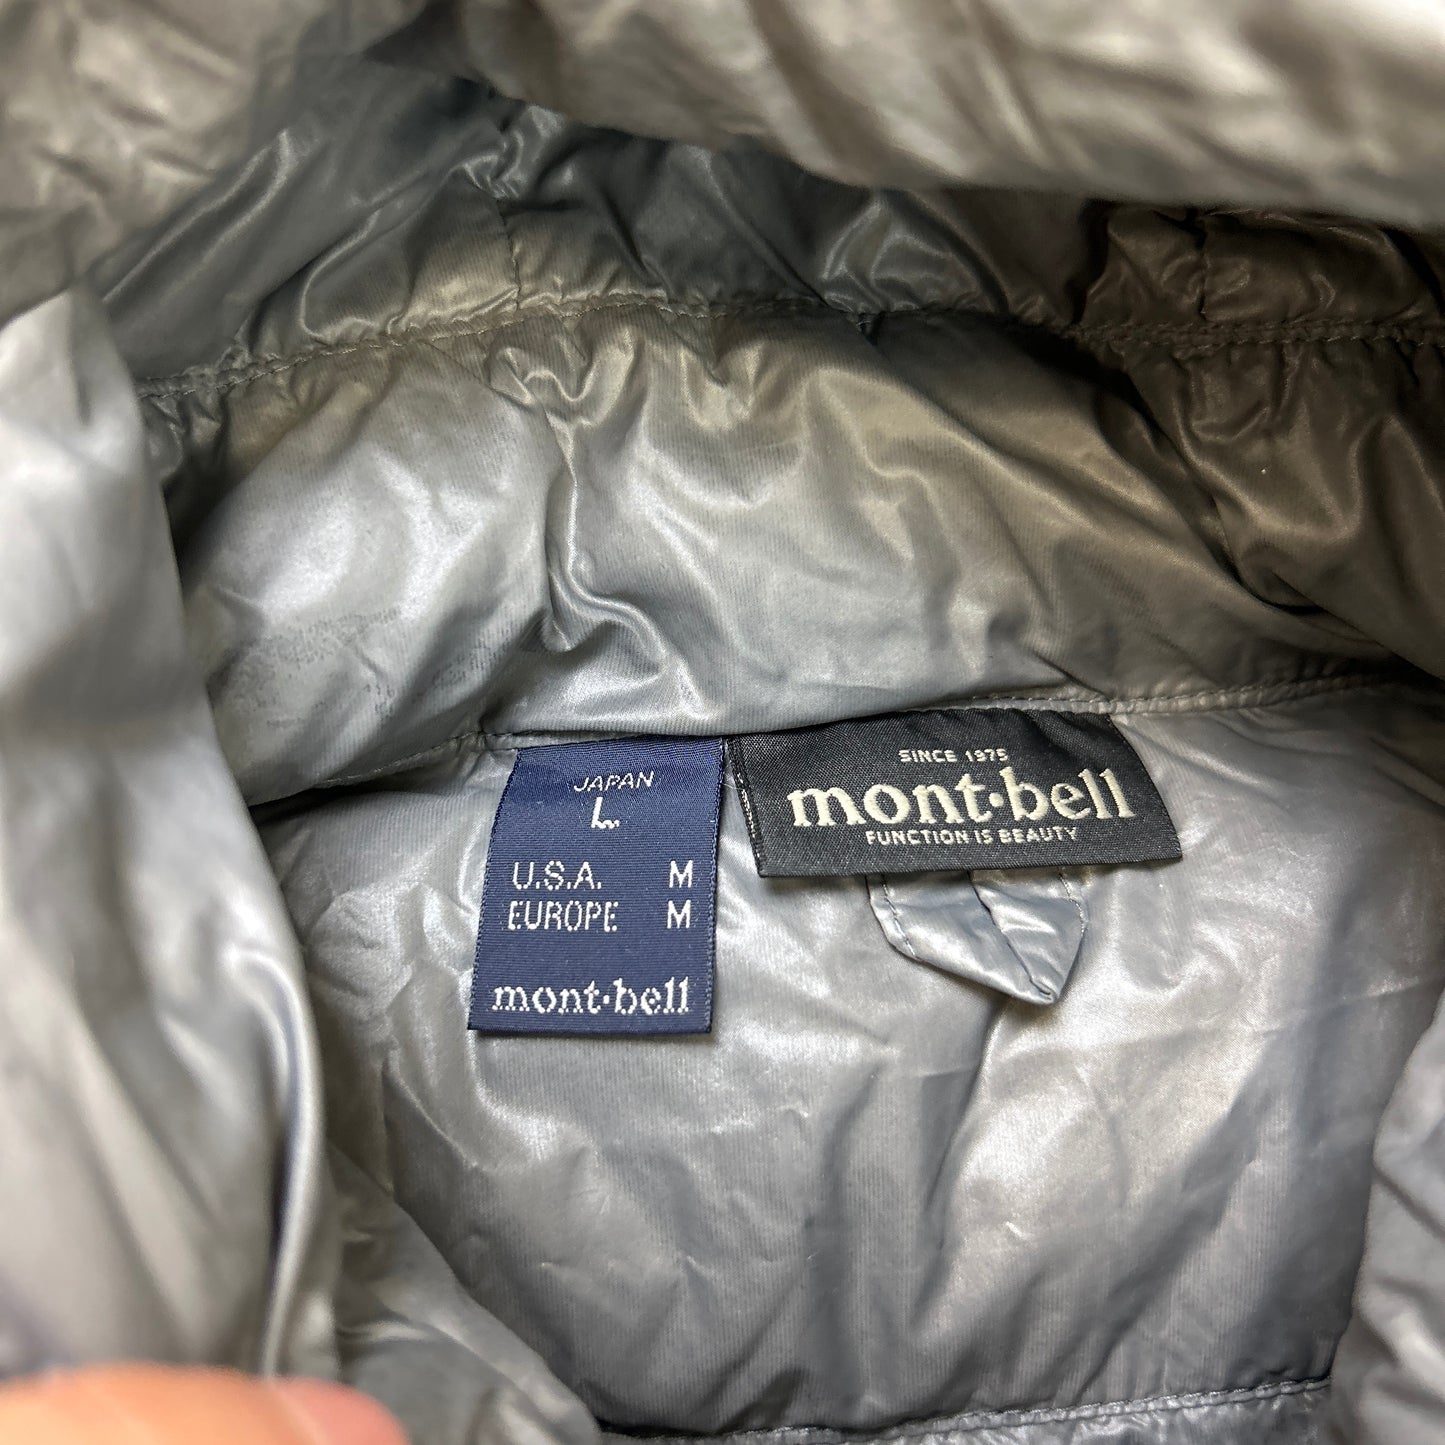 JAPAN
L
U.S.A. M
EUROPE M
mont·bell
SINCE 1975
mont·bell
FUNCTION IS BEAUTY